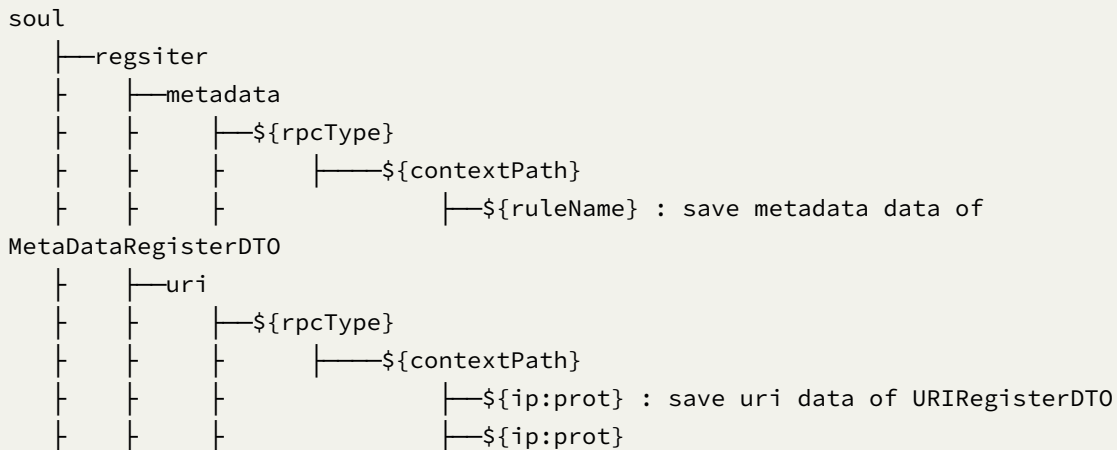 soul
    ├──regsiter
    ├    ├──metadata
    ├    ├      ├──${rpcType}
    ├    ├      ├       ├────${contextPath}
    ├    ├      ├                 ├──${ruleName} : save metadata data of
MetaDataRegisterDTO
    ├    ├──uri
    ├    ├      ├──${rpcType}
    ├    ├      ├       ├────${contextPath}
    ├    ├      ├                 ├──${ip:prot} : save uri data of URIRegisterDTO
    ├    ├      ├                 ├──${ip:prot}